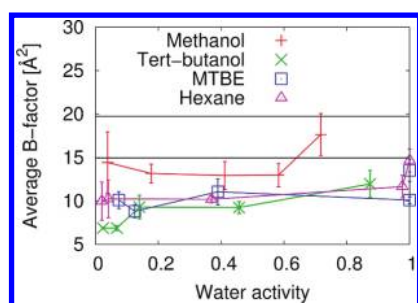 Average B-factor [Å²]
30
25
20
15
10
5
Methanol
Tert-butanol
MTBE
Hexane
0
0.2
0.4
0.6
0.8
1
Water activity